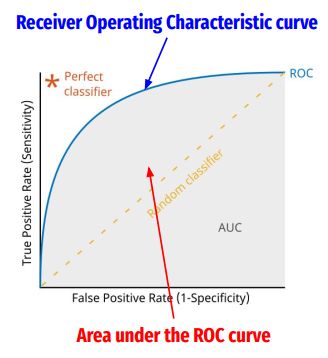 Receiver Operating Characteristic curve
ROC
Perfect
classifier
True Positive Rate (Sensitivity)
Random classifier
AUC
False Positive Rate (1-Specificity)
Area under the ROC curve